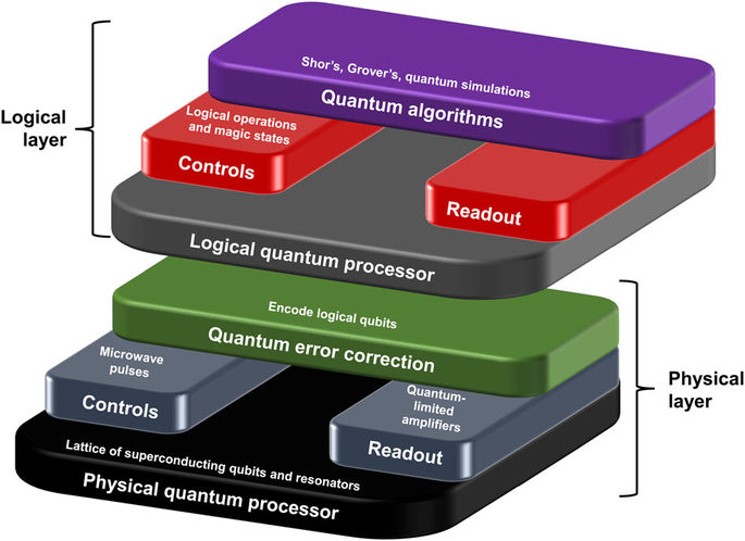 Logical
layer
Shor's, Grover's, quantum simulations
Quantum algorithms
Logical operations
and magic states
Controls
Readout
Logical quantum processor
Encode logical qubits
Quantum error correction
Microwave
pulses
Controls
Quantum-
limited
amplifiers
Readout
Lattice of superconducting qubits and resonators
Physical quantum processor
Physical
layer